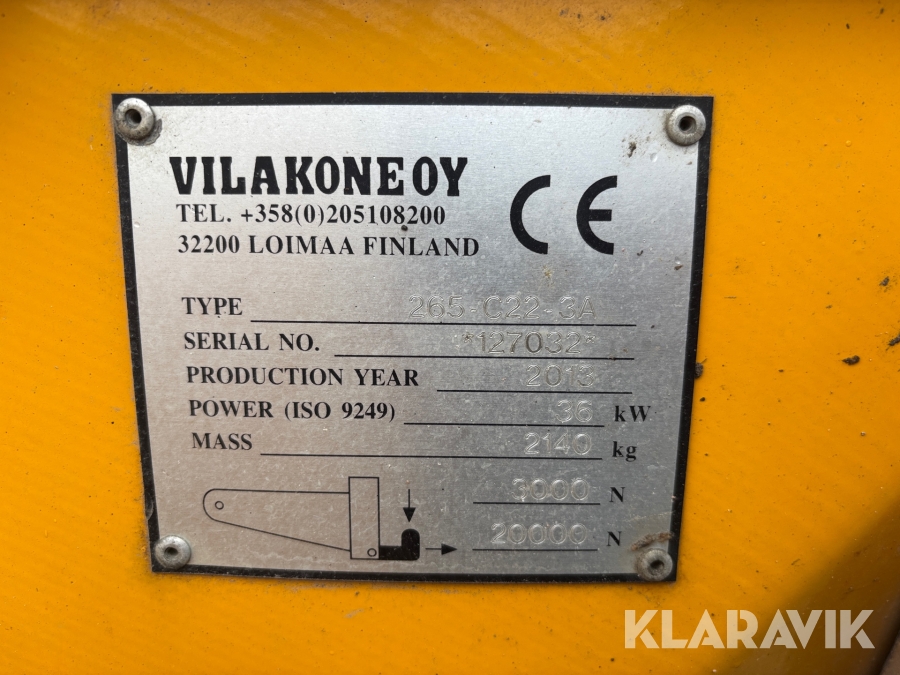 VILAKONE OY
TEL. +358(0)205108200
32200 LOIMAA FINLAND
CE
TYPE 265-C22-3A
SERIAL NO. *127032*
PRODUCTION YEAR 2013
POWER (ISO 9249) 36 kW
MASS 2140 kg
3000 N
20000 N
KLARAVIK